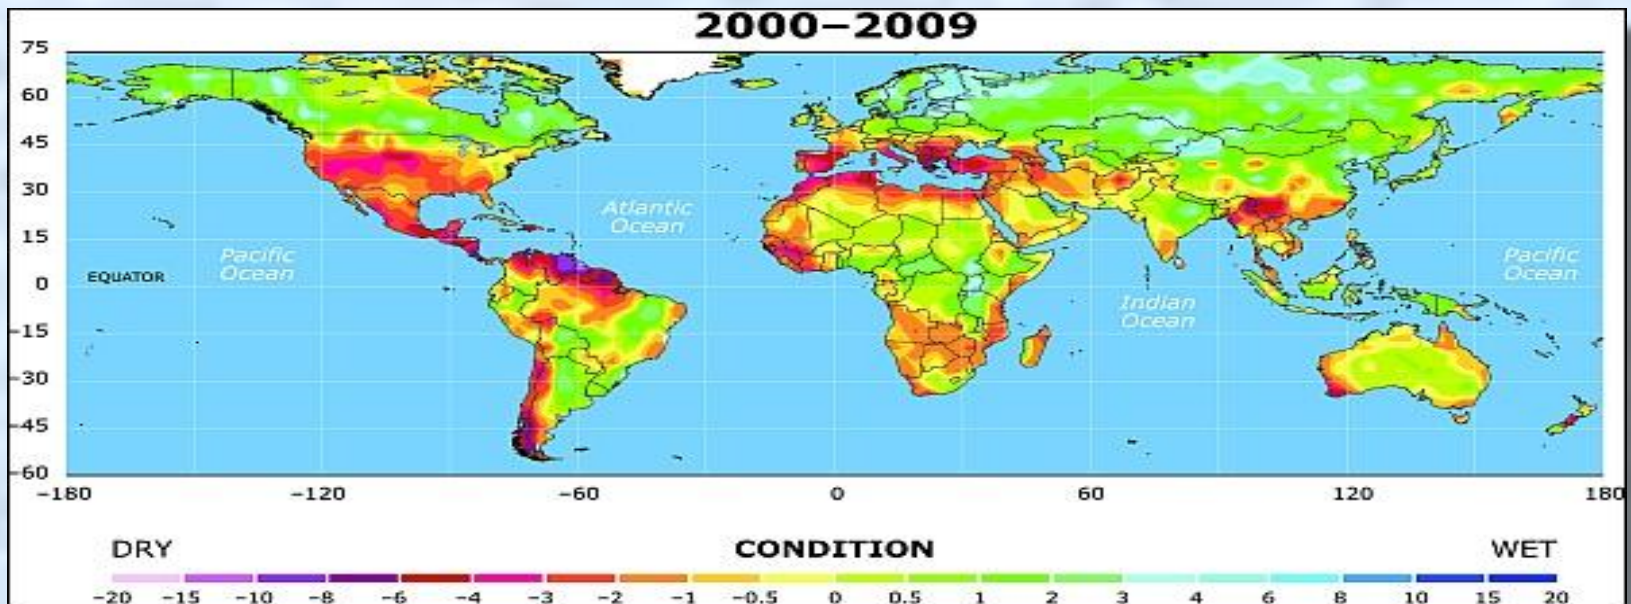 2000–2009
75
60
45
30
15
0
−15
−30
−45
−60
Atlantic
Ocean
Pacific
Ocean
EQUATOR
Indian
Ocean
Pacific
Ocean
−180 −120 −60 0 60 120 180
DRY CONDITION WET
−20 −15 −10 −8 −6 −4 −3 −2 −1 −0.5 0 0.5 1 2 3 4 6 8 10 15 20